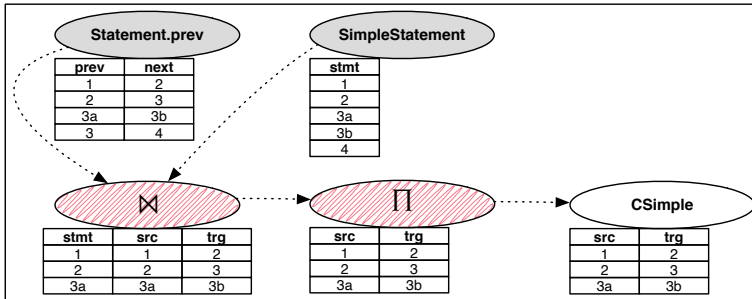 Statement.prev SimpleStatement
prev next stmt
1 2 1
2 3 2
3a 3b 3a
3 4 3b
4
⋈ Π CSimple
stmt src trg src trg src trg
1 1 2 1 2 1 2
2 2 3 2 3 2 3
3a 3a 3b 3a 3b 3a 3b